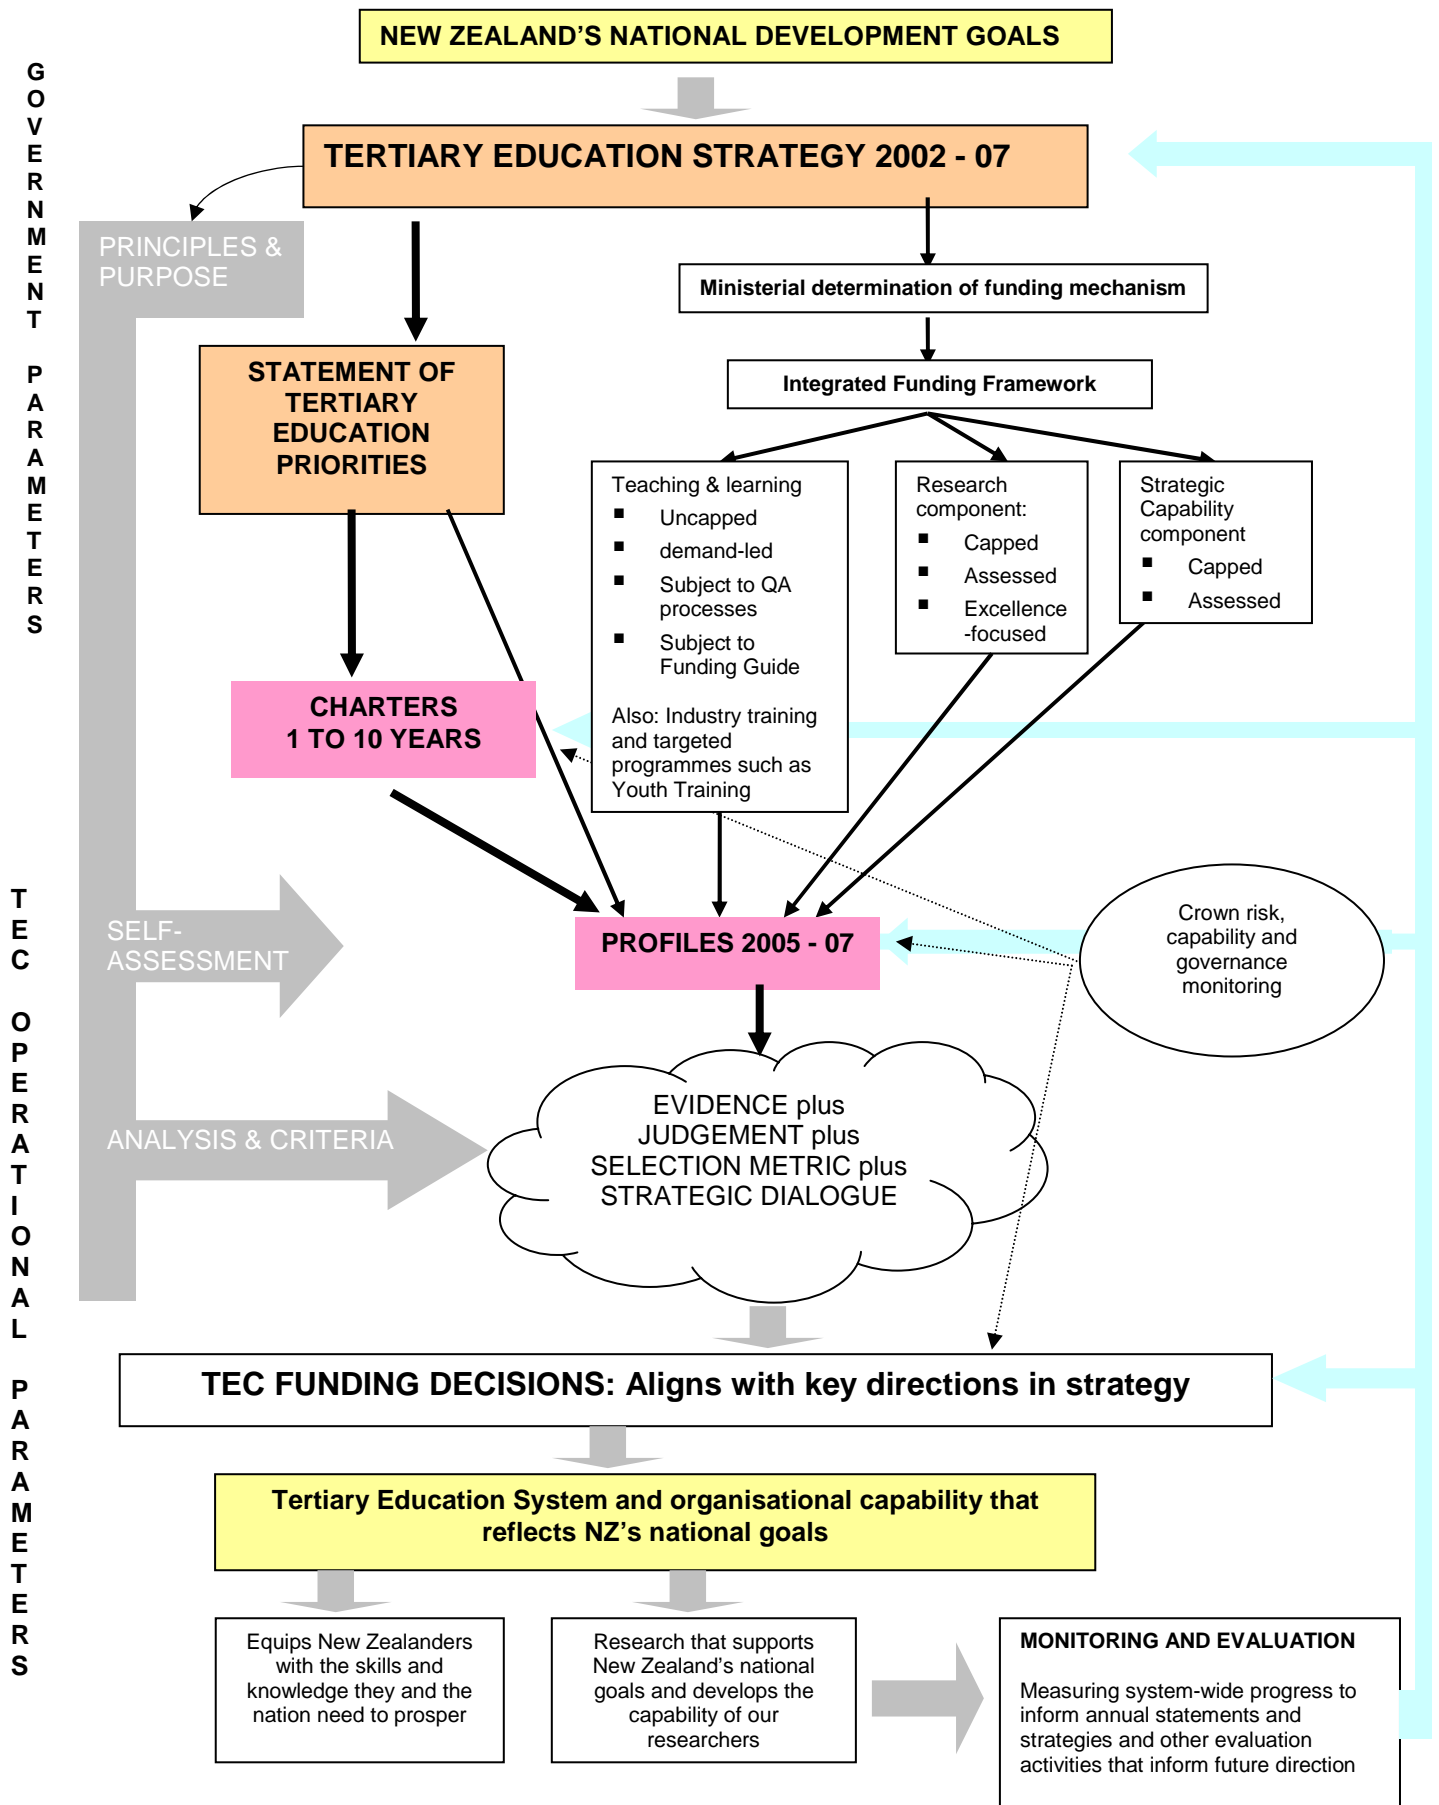 NEW ZEALAND'S NATIONAL DEVELOPMENT GOALS
GOVERNMENT PARAMETERS
TERTIARY EDUCATION STRATEGY 2002 - 07
PRINCIPLES &
PURPOSE
Ministerial determination of funding mechanism
STATEMENT OF
TERTIARY
EDUCATION
PRIORITIES
Integrated Funding Framework
Teaching & learning
▪ Uncapped
▪ demand-led
▪ Subject to QA
processes
▪ Subject to
Funding Guide
Also: Industry training
and targeted
programmes such as
Youth Training
Research
component:
▪ Capped
▪ Assessed
▪ Excellence
-focused
Strategic
Capability
component
▪ Capped
▪ Assessed
CHARTERS
1 TO 10 YEARS
TEC OPERATIONAL PARAMETERS
SELF-
ASSESSMENT
PROFILES 2005 - 07
Crown risk,
capability and
governance
monitoring
ANALYSIS & CRITERIA
EVIDENCE plus
JUDGEMENT plus
SELECTION METRIC plus
STRATEGIC DIALOGUE
TEC FUNDING DECISIONS: Aligns with key directions in strategy
Tertiary Education System and organisational capability that
reflects NZ's national goals
Equips New Zealanders
with the skills and
knowledge they and the
nation need to prosper
Research that supports
New Zealand's national
goals and develops the
capability of our
researchers
MONITORING AND EVALUATION
Measuring system-wide progress to
inform annual statements and
strategies and other evaluation
activities that inform future direction